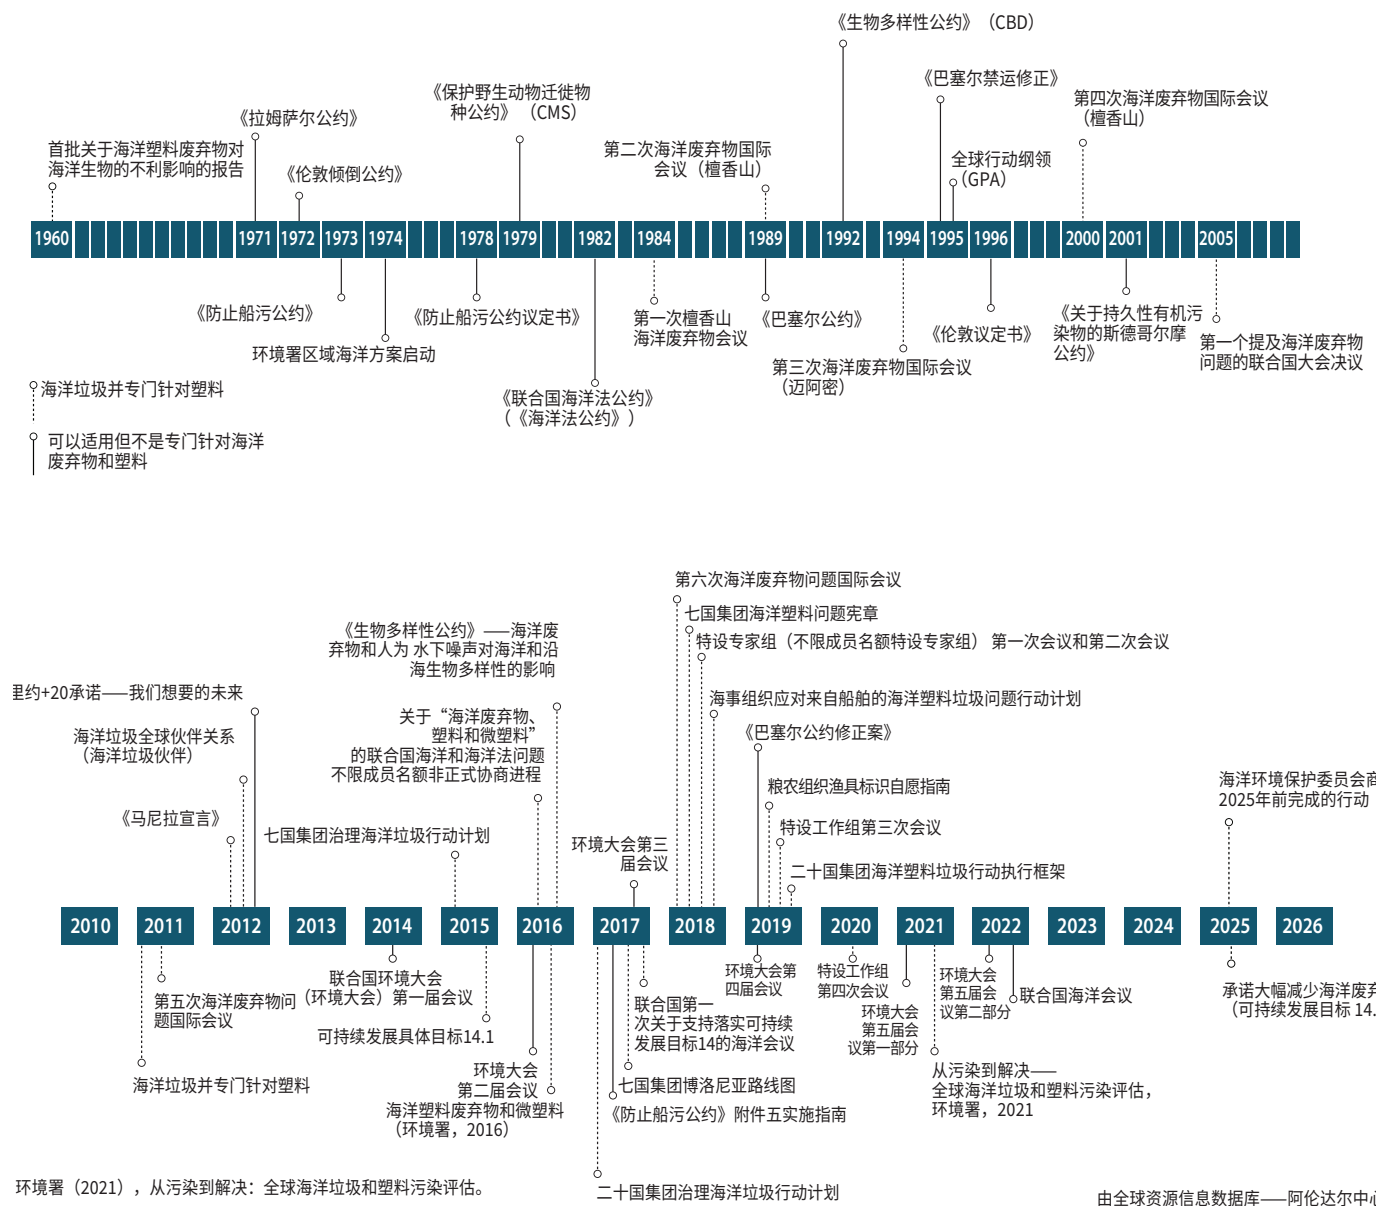 《生物多样性公约》（CBD）
《巴塞尔禁运修正》
《保护野生动物迁徙物
种公约》（CMS）
第四次海洋废弃物国际会议
（檀香山）
《拉姆萨尔公约》
首批关于海洋塑料废弃物对
海洋生物的不利影响的报告
《伦敦倾倒公约》
第二次海洋废弃物国际
会议（檀香山）
全球行动纲领
（GPA）
1960
1971
1972
1973
1974
1978
1979
1982
1984
1989
1992
1994
1995
1996
2000
2001
2005
《防止船污公约》
环境署区域海洋方案启动
《防止船污公约议定书》
《联合国海洋法公约》
（《海洋法公约》）
第一次檀香山
海洋废弃物会议
《巴塞尔公约》
第三次海洋废弃物国际会议
（迈阿密）
《伦敦议定书》
《关于持久性有机污
染物的斯德哥尔摩
公约》
第一个提及海洋废弃物
问题的联合国大会决议
海洋垃圾并专门针对塑料
可以适用但不是专门针对海洋
废弃物和塑料
第六次海洋废弃物问题国际会议
七国集团海洋塑料问题宪章
特设专家组（不限成员名额特设专家组） 第一次会议和第二次会议
《生物多样性公约》——海洋废
弃物和人为 水下噪声对海洋和沿
海生物多样性的影响
里约+20承诺——我们想要的未来
海事组织应对来自船舶的海洋塑料垃圾问题行动计划
关于“海洋废弃物、
塑料和微塑料”
的联合国海洋和海洋法问题
不限成员名额非正式协商进程
海洋垃圾全球伙伴关系
（海洋垃圾伙伴）
《巴塞尔公约修正案》
粮农组织渔具标识自愿指南
海洋环境保护委员会商
2025年前完成的行动
《马尼拉宣言》
七国集团治理海洋垃圾行动计划
特设工作组第三次会议
环境大会第三
届会议
二十国集团海洋塑料垃圾行动执行框架
2010
2011
2012
2013
2014
2015
2016
2017
2018
2019
2020
2021
2022
2023
2024
2025
2026
第五次海洋废弃物问
题国际会议
海洋垃圾并专门针对塑料
联合国环境大会
（环境大会）第一届会议
可持续发展具体目标14.1
环境大会
第二届会议
海洋塑料废弃物和微塑料
（环境署，2016）
联合国第一
次关于支持落实可持续
发展目标14的海洋会议
七国集团博洛尼亚路线图
《防止船污公约》附件五实施指南
二十国集团治理海洋垃圾行动计划
环境大会第
四届会议
特设工作组
第四次会议
环境大会
第五届会
议第一部分
环境大会
第五届会
议第二部分
联合国海洋会议
从污染到解决——
全球海洋垃圾和塑料污染评估，
环境署，2021
承诺大幅减少海洋废弃
（可持续发展目标 14.
环境署（2021），从污染到解决：全球海洋垃圾和塑料污染评估。
由全球资源信息数据库——阿伦达尔中心